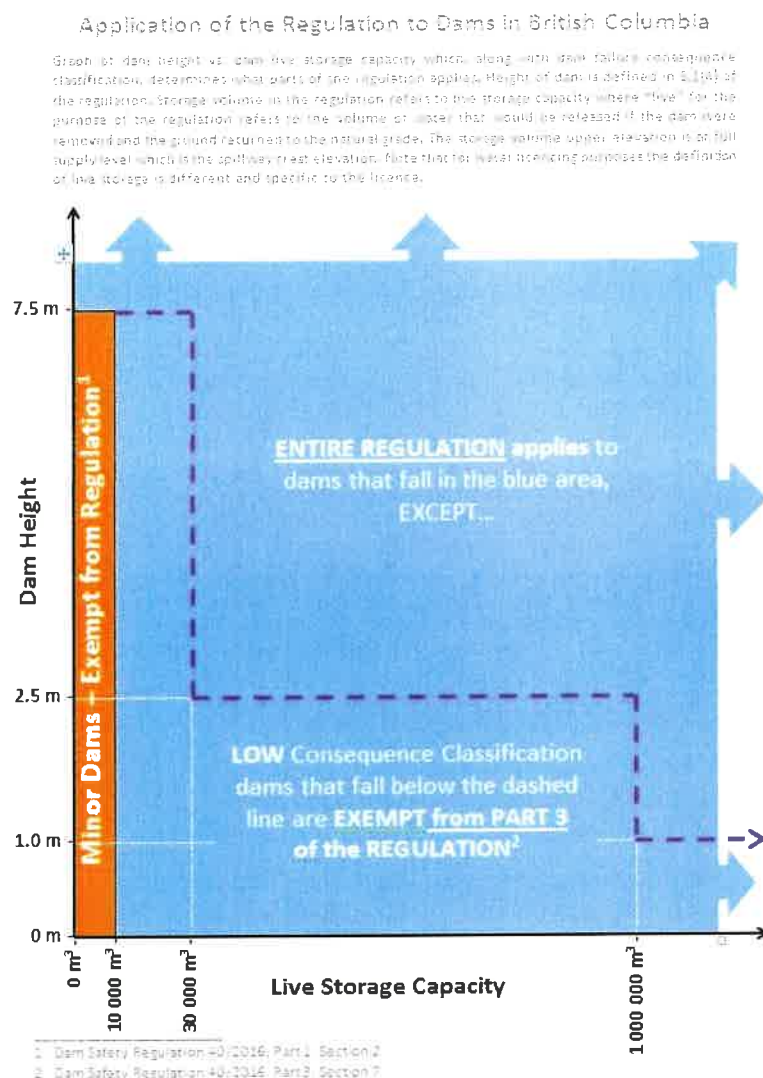 Application of the Regulation to Dams in British Columbia
Graph of dam height vs. dam live storage capacity which, along with dam failure consequence
classification, determines what parts of the regulation applies. Height of dam is defined in of
the regulation. Storage volume in the regulation refers to live storage capacity where "live" for the
purpose of the regulation refers to the volume of water that would be released if the dam were
removed and the ground returned to the natural grade. The storage volume upper elevation is at full
supply level which is the spillway crest elevation. Note that for water licencing purposes the definition
of live storage is different and specific to the licence.
7.5 m
2.5 m
1.0 m
0 m
Dam Height
Minor Dams – Exempt from Regulation¹
ENTIRE REGULATION applies to
dams that fall in the blue area,
EXCEPT...
LOW Consequence Classification
dams that fall below the dashed
line are EXEMPT from PART 3
of the REGULATION²
0 m³
10 000 m³
30 000 m³
1 000 000 m³
Live Storage Capacity
1 Dam Safety Regulation 40/2016, Part 1 Section 2
2 Dam Safety Regulation 40/2016, Part 3, Section 7